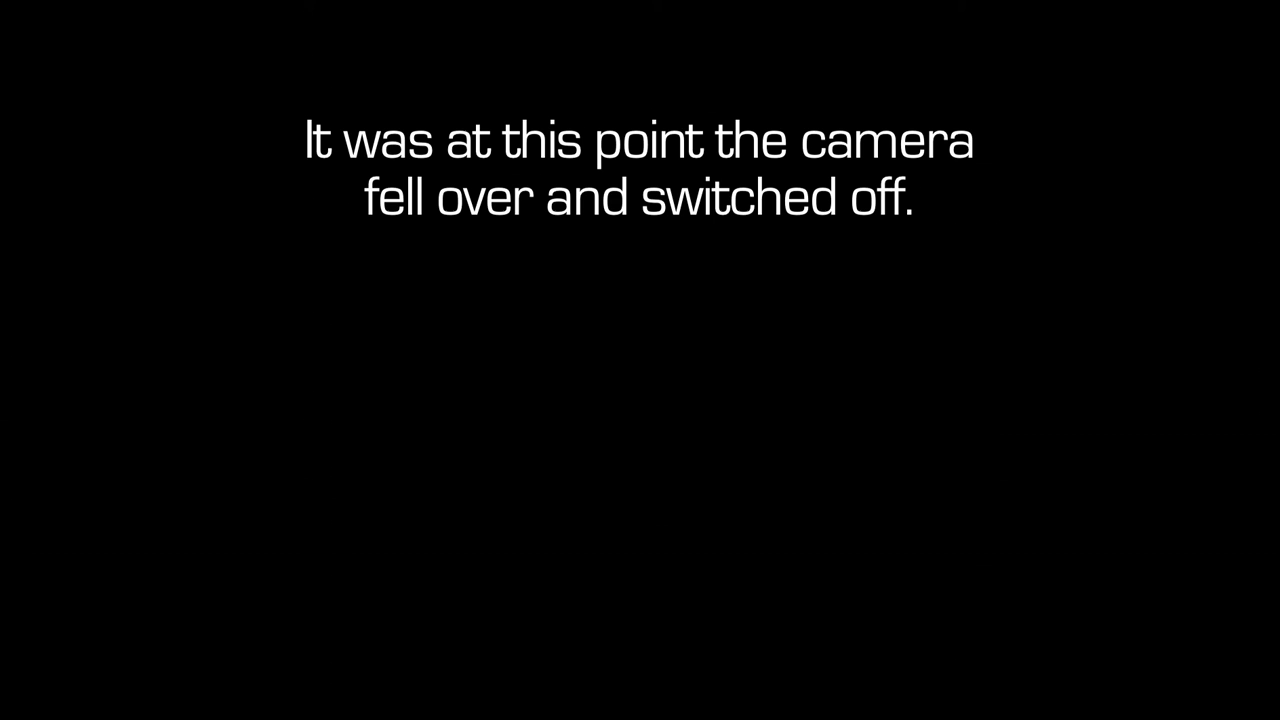 It was at this point the camera
fell over and switched off.